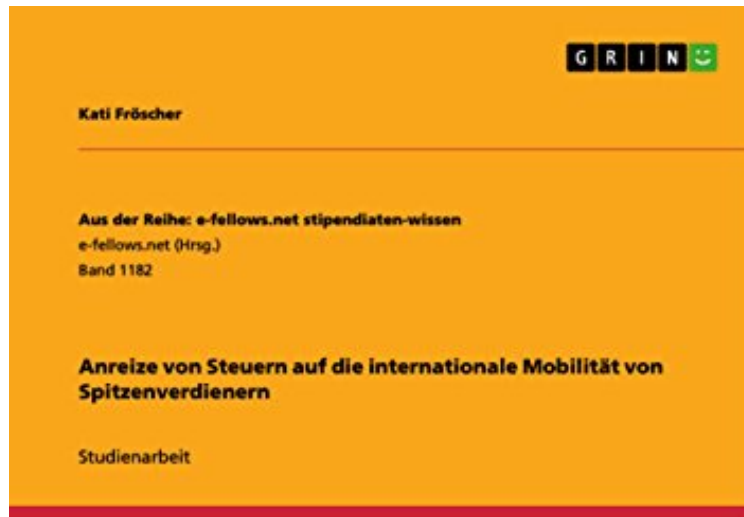 GRIN
Kati Fröscher
Aus der Reihe: e-fellows.net stipendiaten-wissen
e-fellows.net (Hrsg.)
Band 1182
Anreize von Steuern auf die internationale Mobilität von
Spitzenverdienern
Studienarbeit